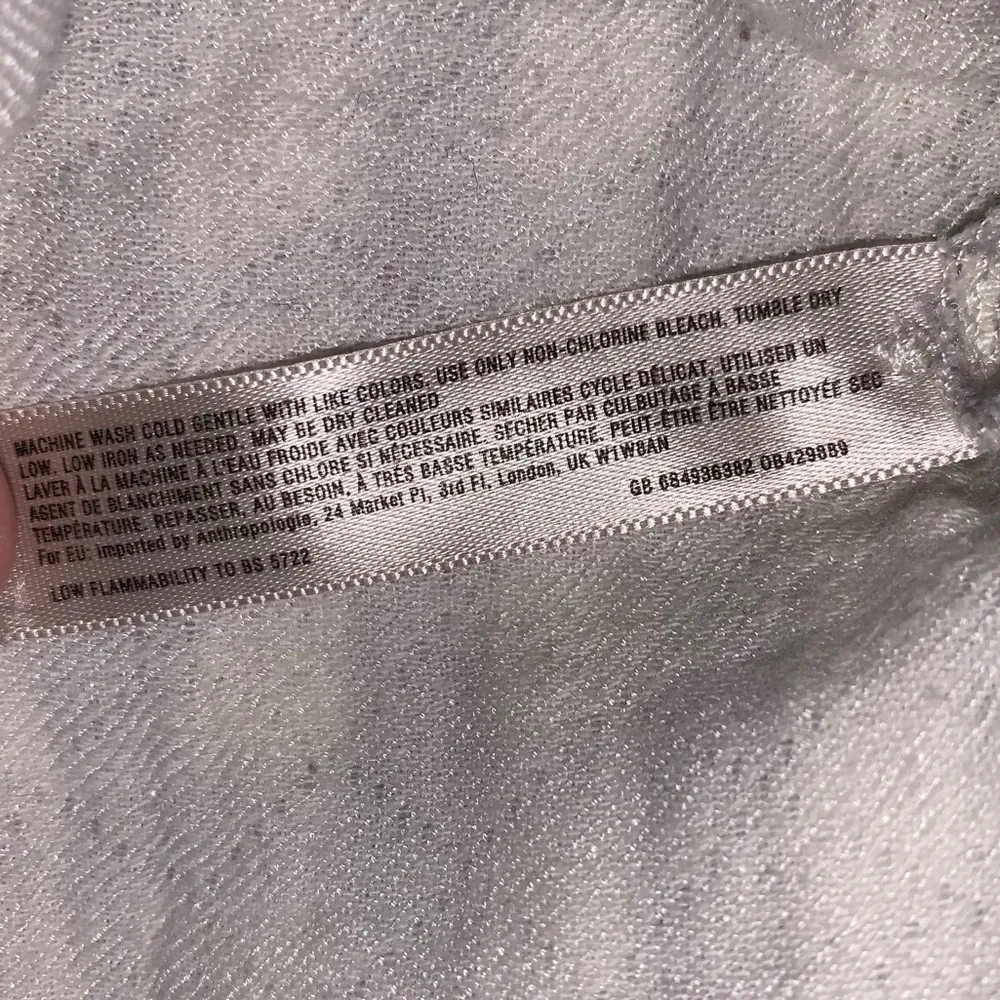 MACHINE WASH COLD GENTLE WITH LIKE COLORS. USE ONLY NON-CHLORINE BLEACH. TUMBLE DRY
LOW. LOW IRON AS NEEDED. MAY BE DRY CLEANED
LAVER À LA MACHINE À L'EAU FROIDE AVEC COULEURS SIMILAIRES CYCLE DÉLICAT, UTILISER UN
AGENT DE BLANCHIMENT SANS CHLORE SI NÉCESSAIRE. SÉCHER PAR CULBUTAGE À BASSE
TEMPÉRATURE. REPASSER, AU BESOIN, À TRÈS BASSE TEMPÉRATURE. PEUT-ÊTRE ÊTRE NETTOYÉE SEC
For EU: Imported by Anthropologie, 24 Market Pl, 3rd Fl, London, UK W1W8AN
GB 684936382 OB429889
LOW FLAMMABILITY TO BS 5722